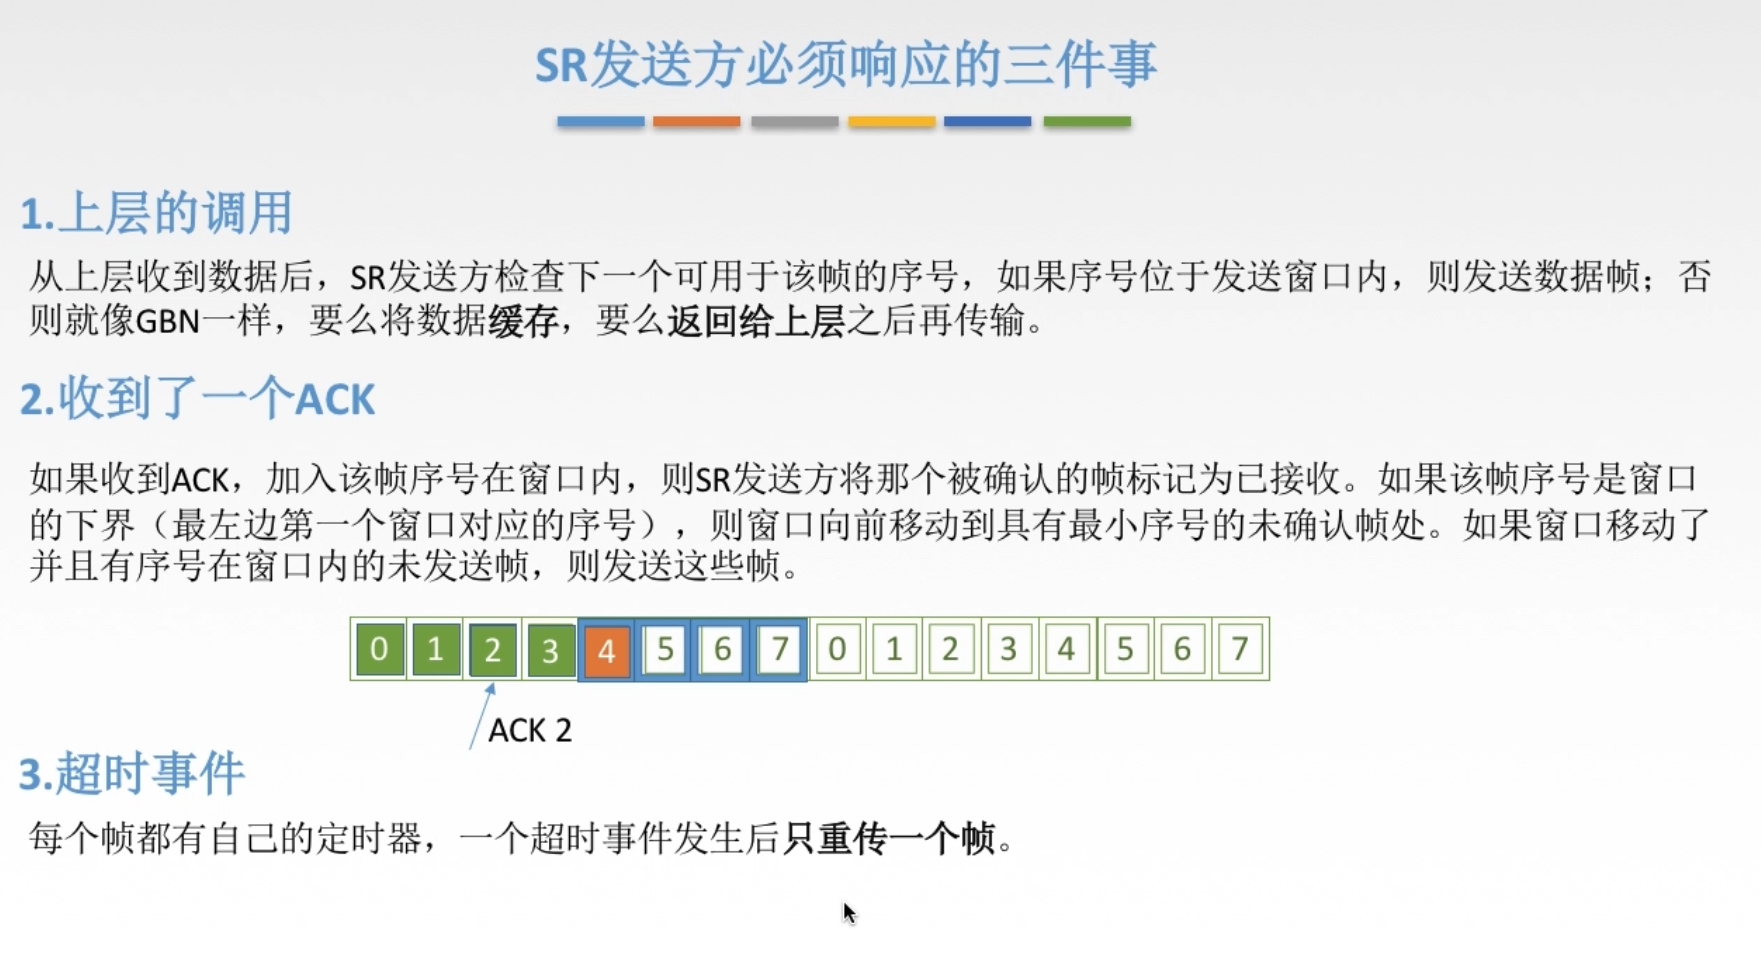 SR发送方必须响应的三件事
1.上层的调用
从上层收到数据后，SR发送方检查下一个可用于该帧的序号，如果序号位于发送窗口内，则发送数据帧；否
则就像GBN一样，要么将数据缓存，要么返回给上层之后再传输。
2.收到了一个ACK
如果收到ACK，加入该帧序号在窗口内，则SR发送方将那个被确认的帧标记为已接收。如果该帧序号是窗口
的下界（最左边第一个窗口对应的序号），则窗口向前移动到具有最小序号的未确认帧处。如果窗口移动了
并且有序号在窗口内的未发送帧，则发送这些帧。
0 1 2 3 4 5 6 7 0 1 2 3 4 5 6 7
ACK 2
3.超时事件
每个帧都有自己的定时器，一个超时事件发生后只重传一个帧。